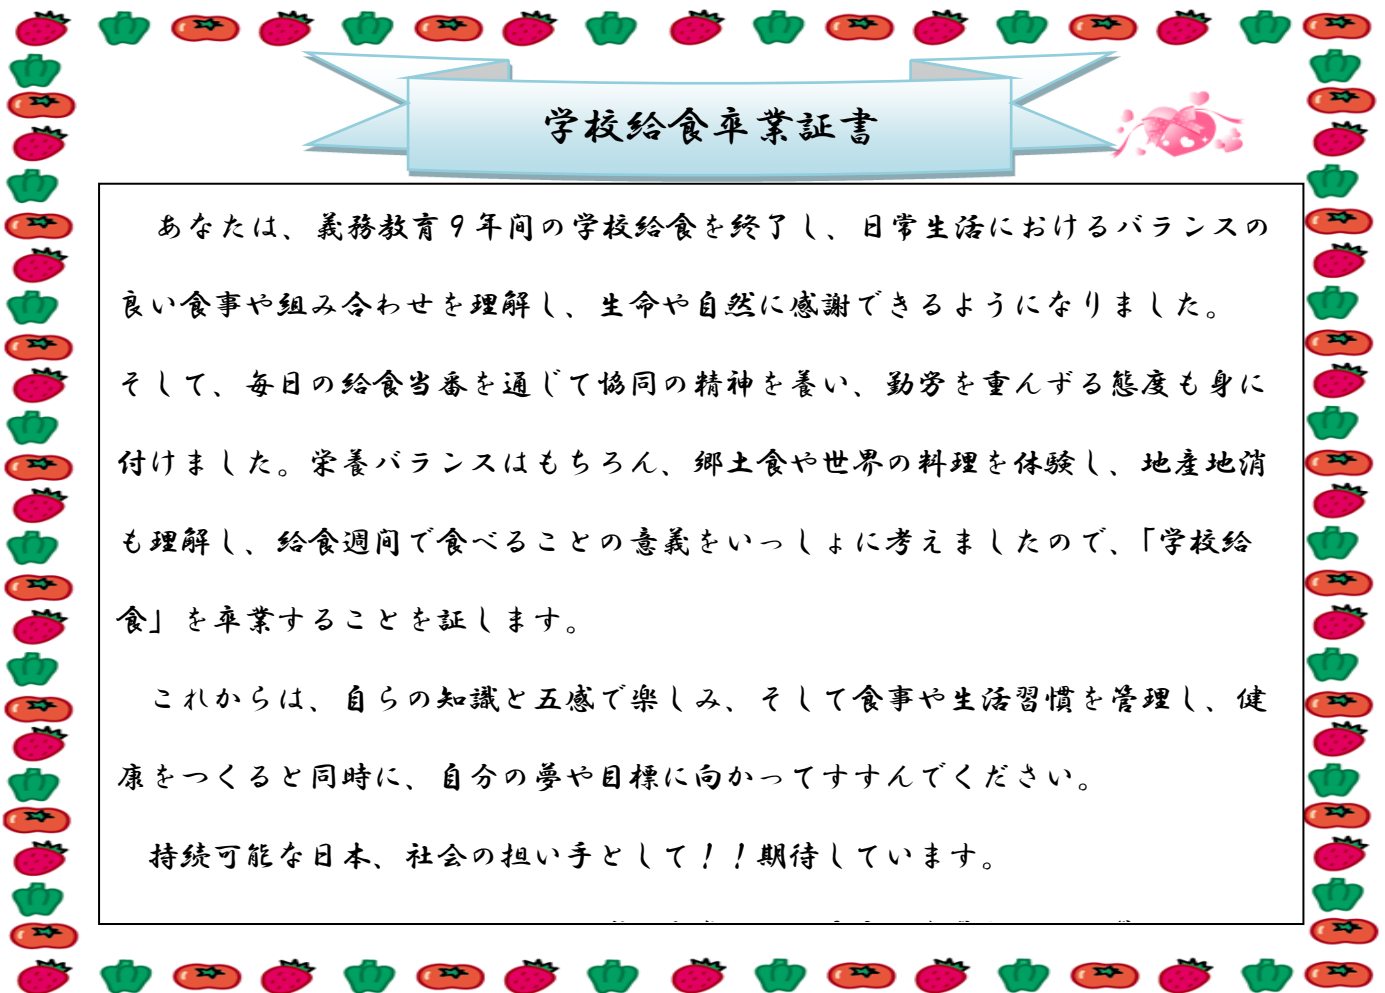 学校給食卒業証書
あなたは、義務教育9年间の学校給食を終了し、日常生活におけるバランスの
良い食事や組み合わせを理解し、生命や自然に感謝できるようになりました。
そして、毎日の給食当番を通じて協同の精神を養い、勤労を重んずる態度も身に
付けました。栄養バランスはもちろん、郷土食や世界の料理を体験し、地産地消
も理解し、給食週间で食べることの意義をいっしょに考えましたので、「学校給
食」を卒業することを証します。
これからは、自らの知識と五感で楽しみ、そして食事や生活習慣を管理し、健
康をつくると同時に、自分の夢や目標に向かってすすんでください。
持続可能な日本、社会の担い手として！！期待しています。